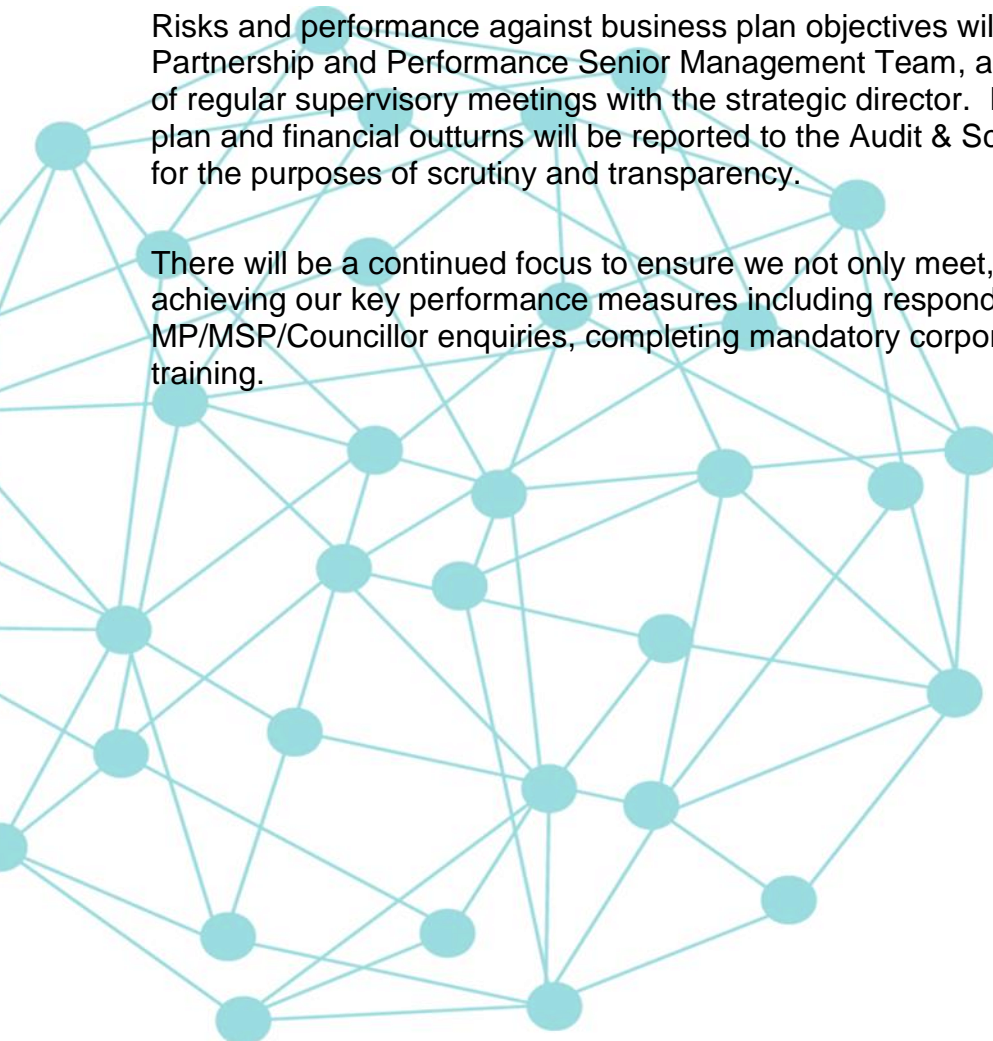 Risks and performance against business plan objectives wil
Partnership and Performance Senior Management Team, a
of regular supervisory meetings with the strategic director.
plan and financial outturns will be reported to the Audit & Sc
for the purposes of scrutiny and transparency.
There will be a continued focus to ensure we not only meet,
achieving our key performance measures including respond
MP/MSP/Councillor enquiries, completing mandatory corpor
training.